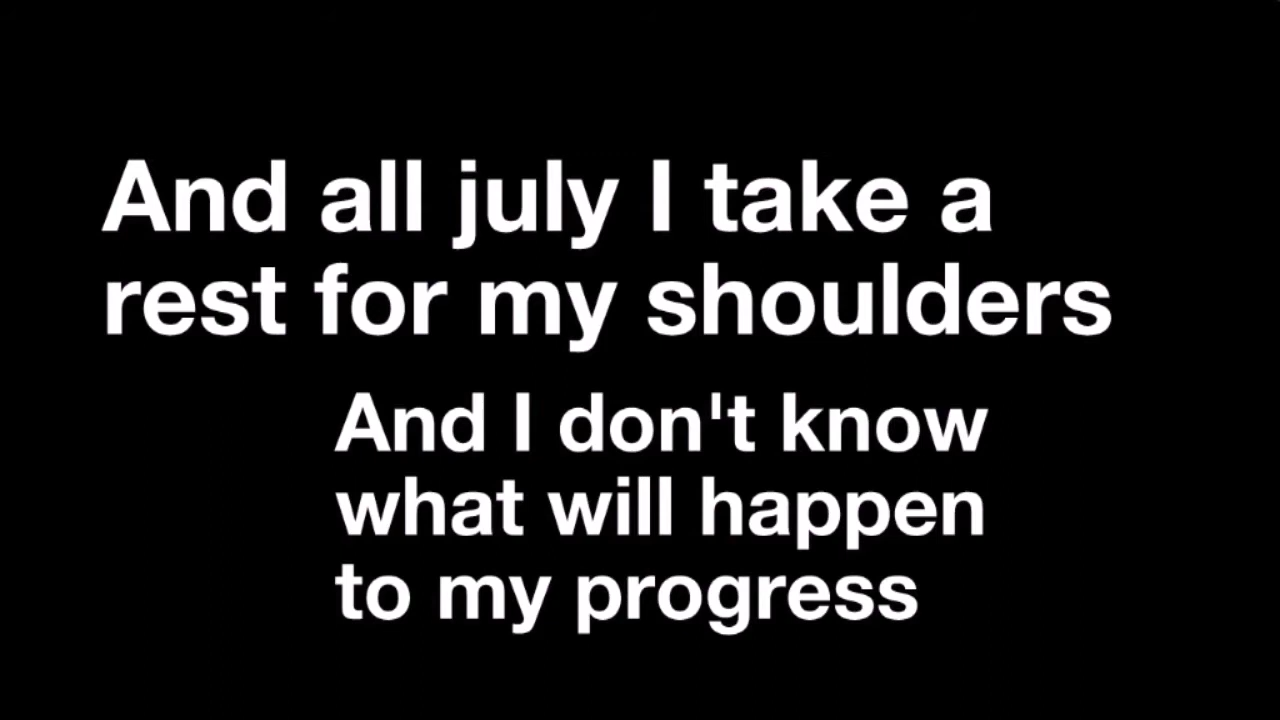 And all july I take a
rest for my shoulders
And I don't know
what will happen
to my progress